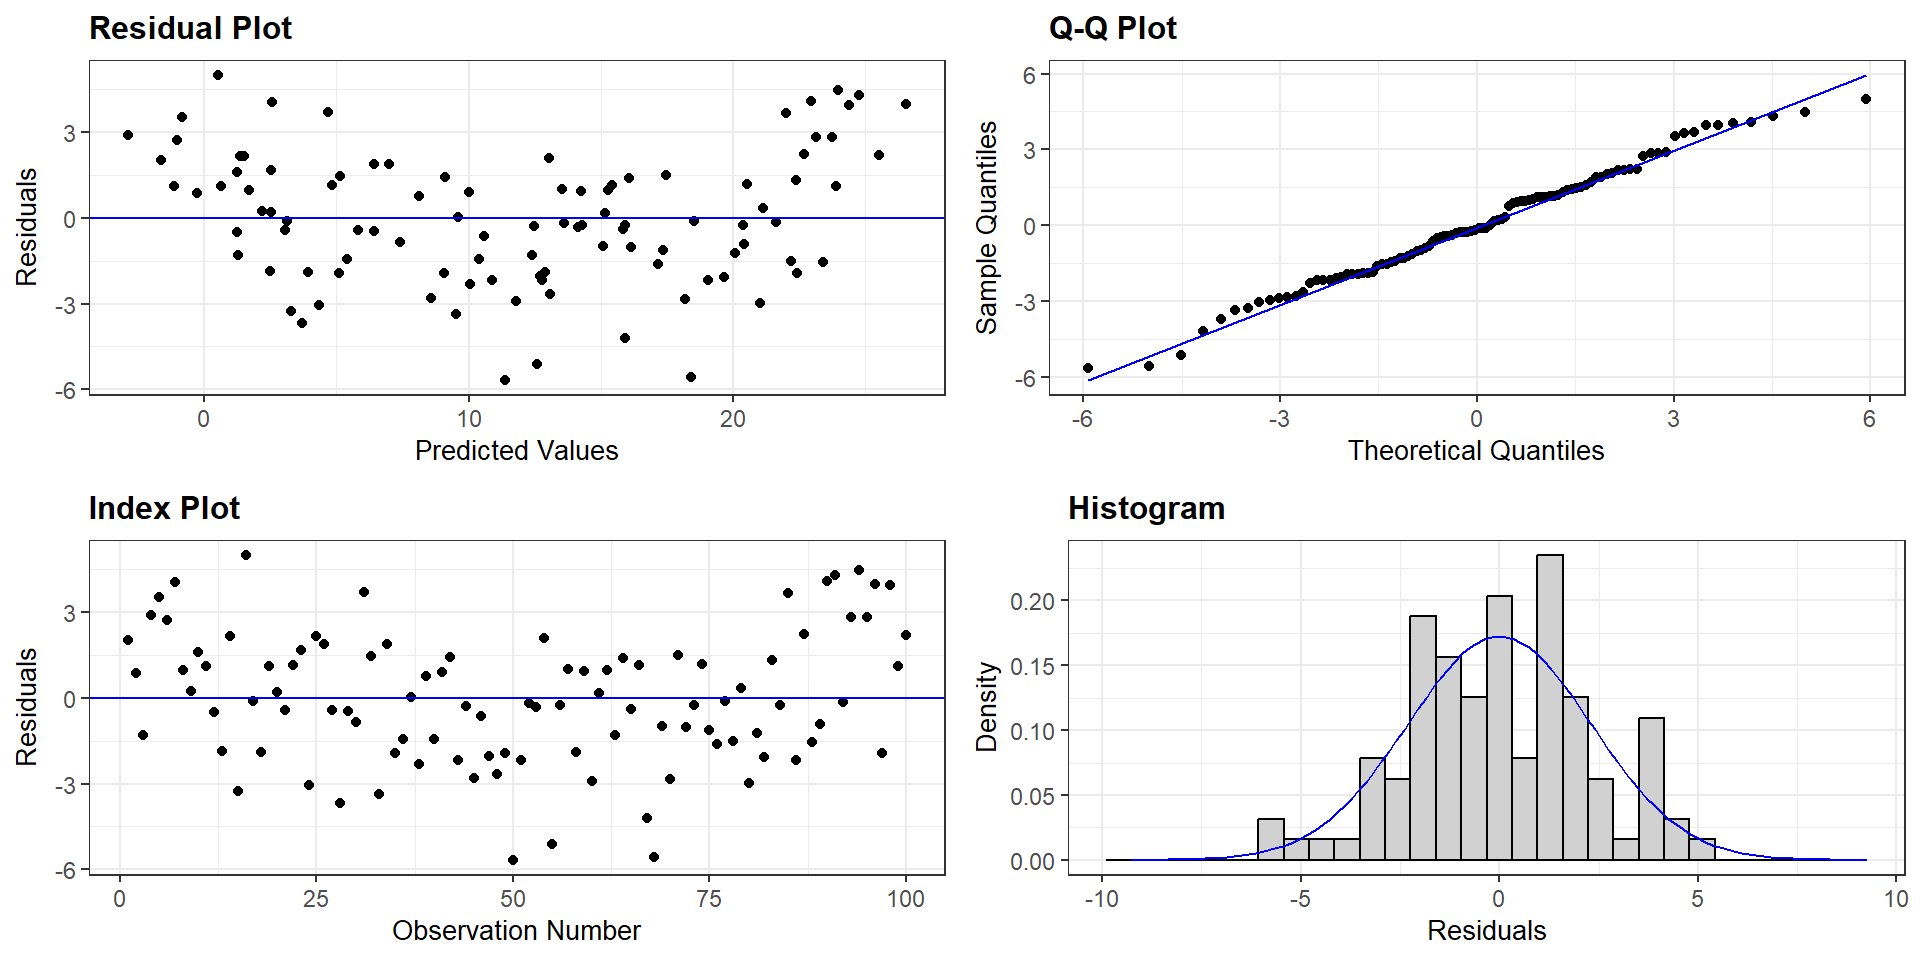 Residual Plot
Residuals
3
0
-3
-6
0 10 20
Predicted Values
Q-Q Plot
Sample Quantiles
6
3
0
-3
-6
-6 -3 0 3 6
Theoretical Quantiles
Index Plot
Residuals
3
0
-3
-6
0 25 50 75 100
Observation Number
Histogram
Density
0.20
0.15
0.10
0.05
0.00
-10 -5 0 5 10
Residuals